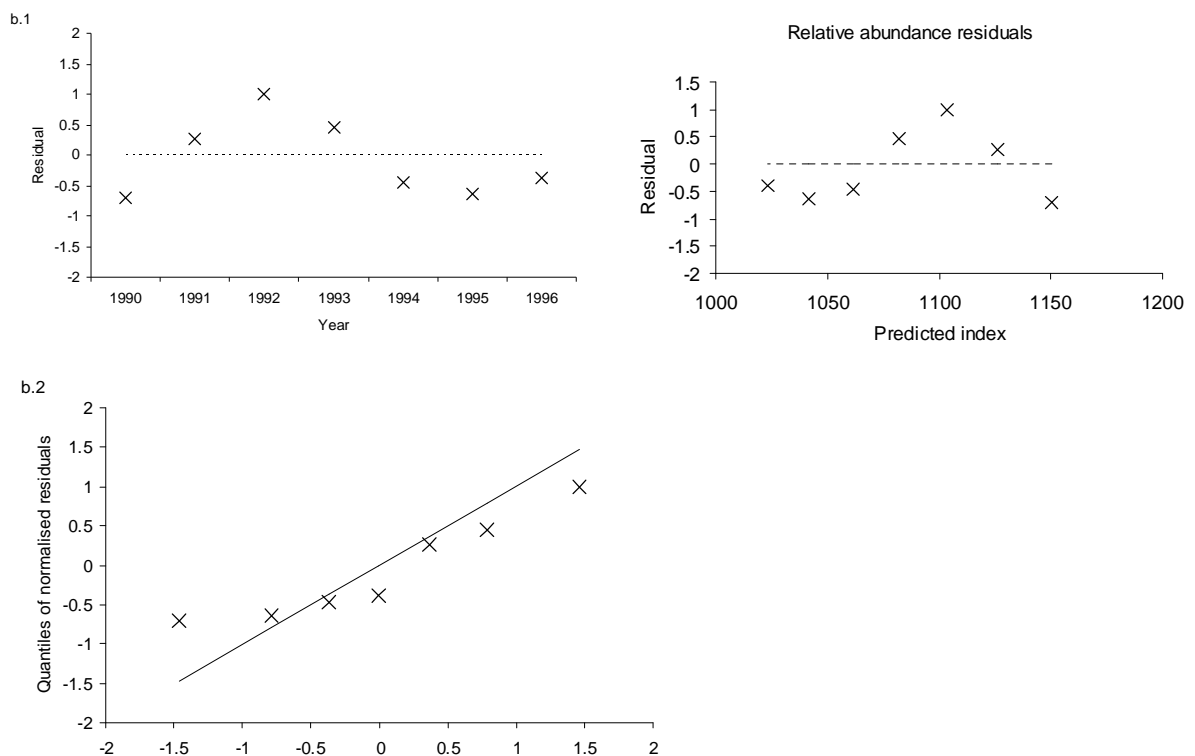 b.1
2
1.5
1
0.5
0
-0.5
-1
-1.5
-2
Residual
1990 1991 1992 1993 1994 1995 1996
Year
Relative abundance residuals
1.5
1
0.5
0
-0.5
-1
-1.5
-2
Residual
1000 1050 1100 1150 1200
Predicted index
b.2
2
1.5
1
0.5
0
-0.5
-1
-1.5
-2
Quantiles of normalised residuals
-2 -1.5 -1 -0.5 0 0.5 1 1.5 2